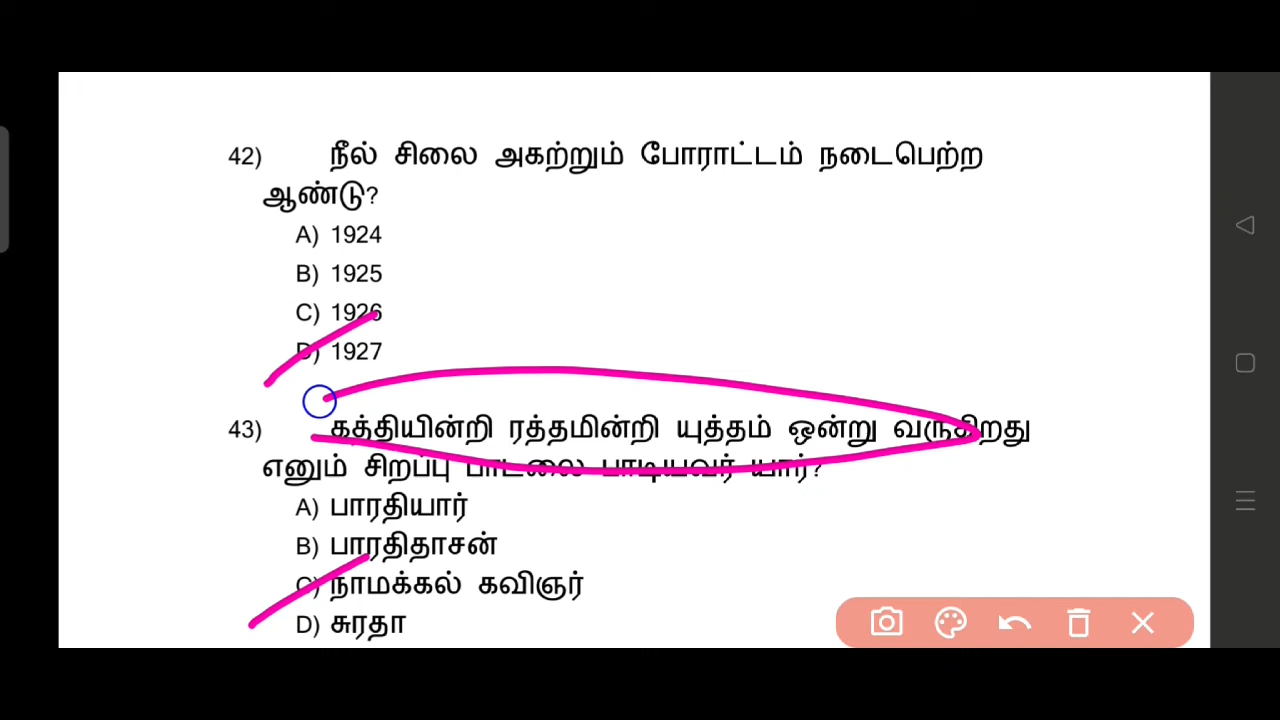 42) நீல் சிலை அகற்றும் போராட்டம் நடைபெற்ற
ஆண்டு?
A) 1924
B) 1925
C) 1926
D) 1927
43) கத்தியின்றி ரத்தமின்றி யுத்தம் ஒன்று வருகிறது
எனும் சிறப்பு பாடலை பாடியவர் யார்?
A) பாரதியார்
B) பாரதிதாசன்
C) நாமக்கல் கவிஞர்
D) சுரதா